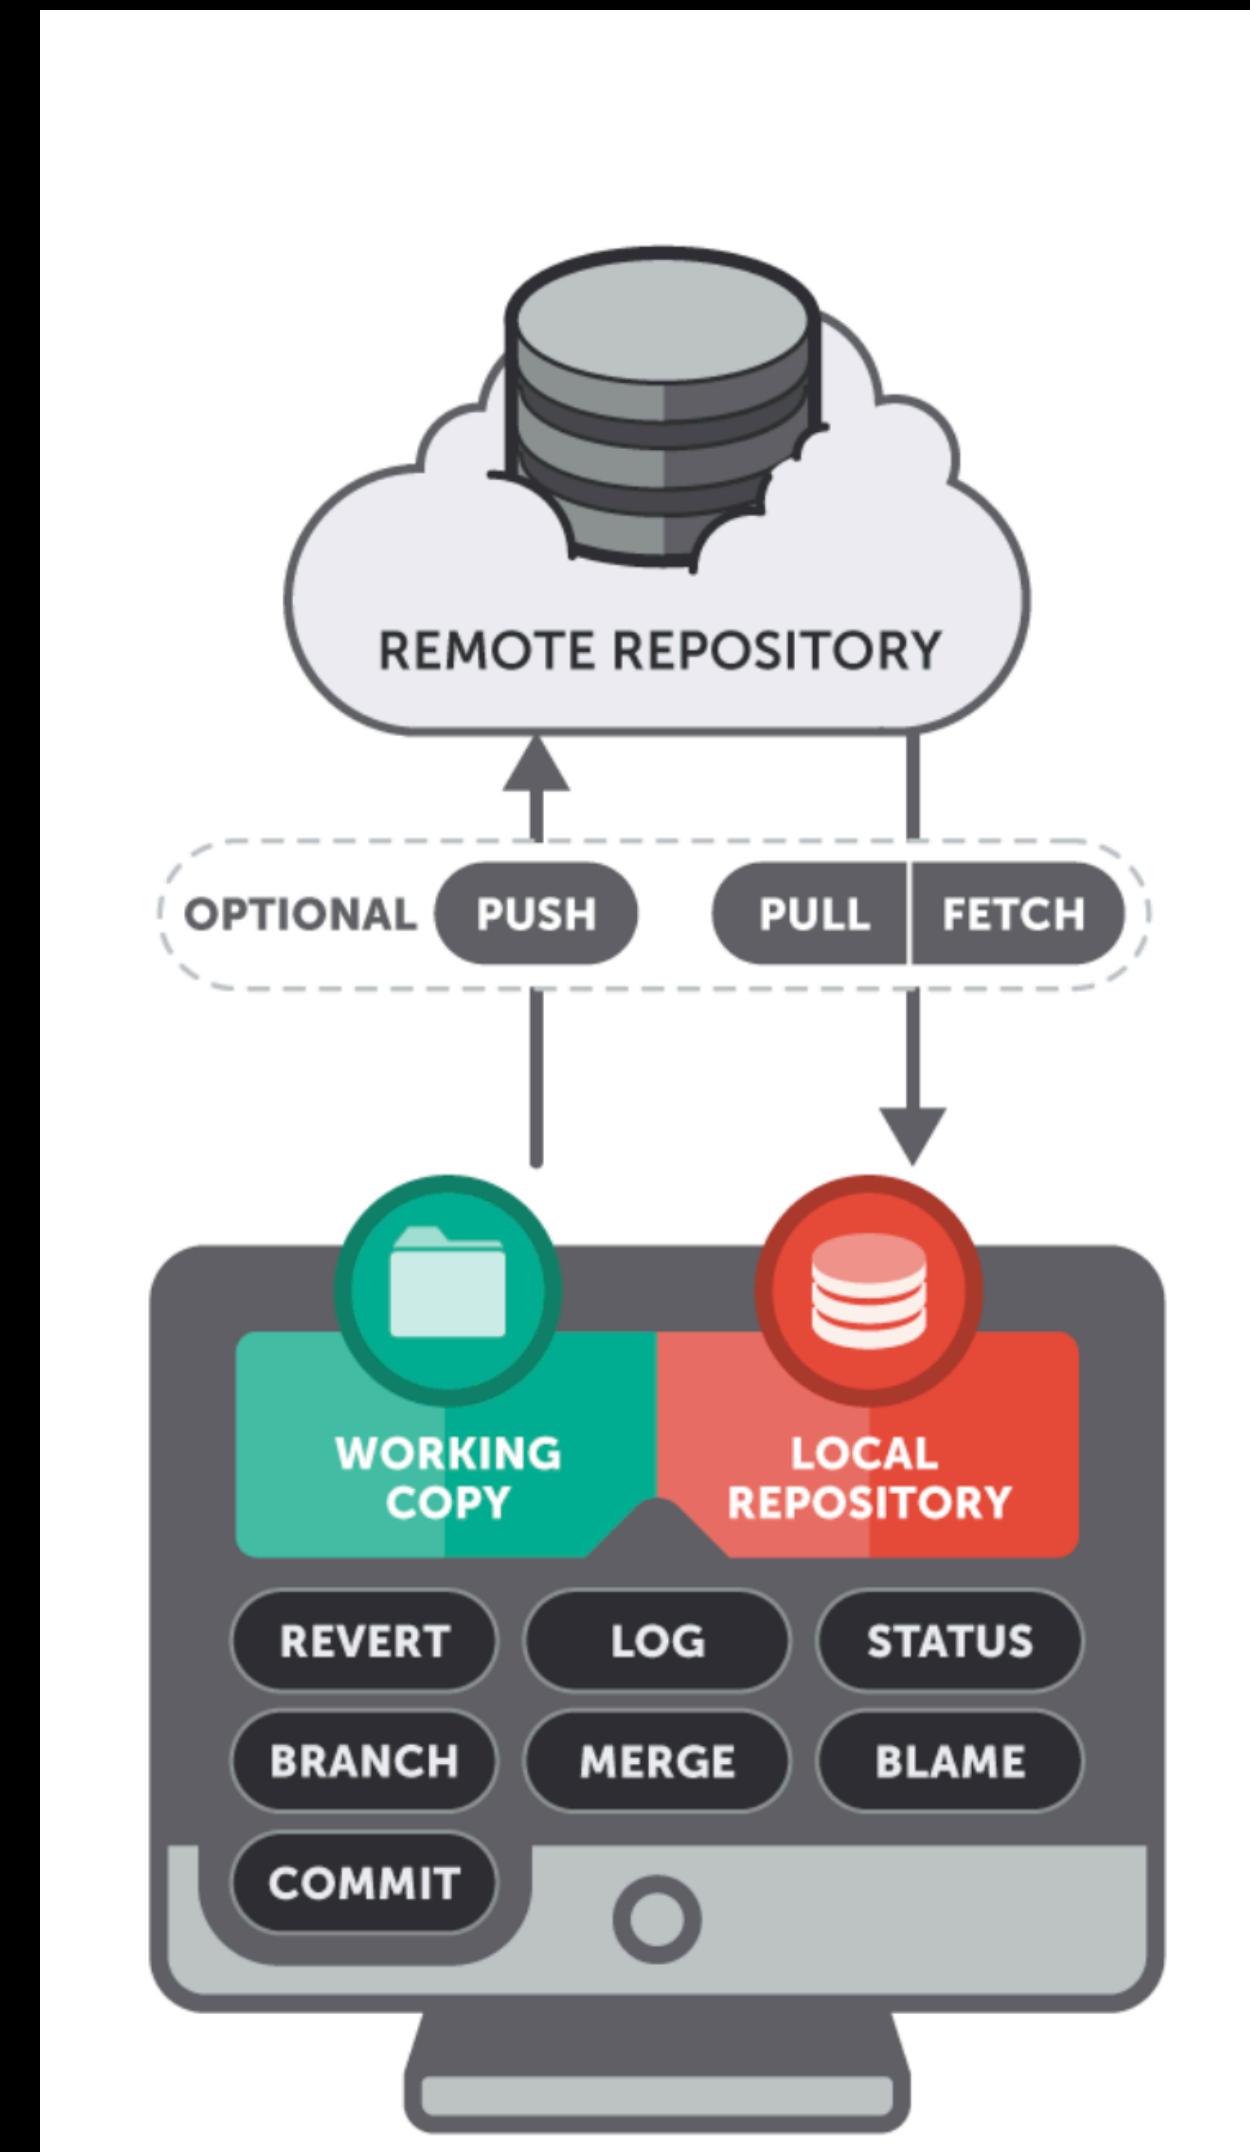 REMOTE REPOSITORY
OPTIONAL PUSH PULL FETCH
WORKING
COPY
LOCAL
REPOSITORY
REVERT LOG STATUS
BRANCH MERGE BLAME
COMMIT